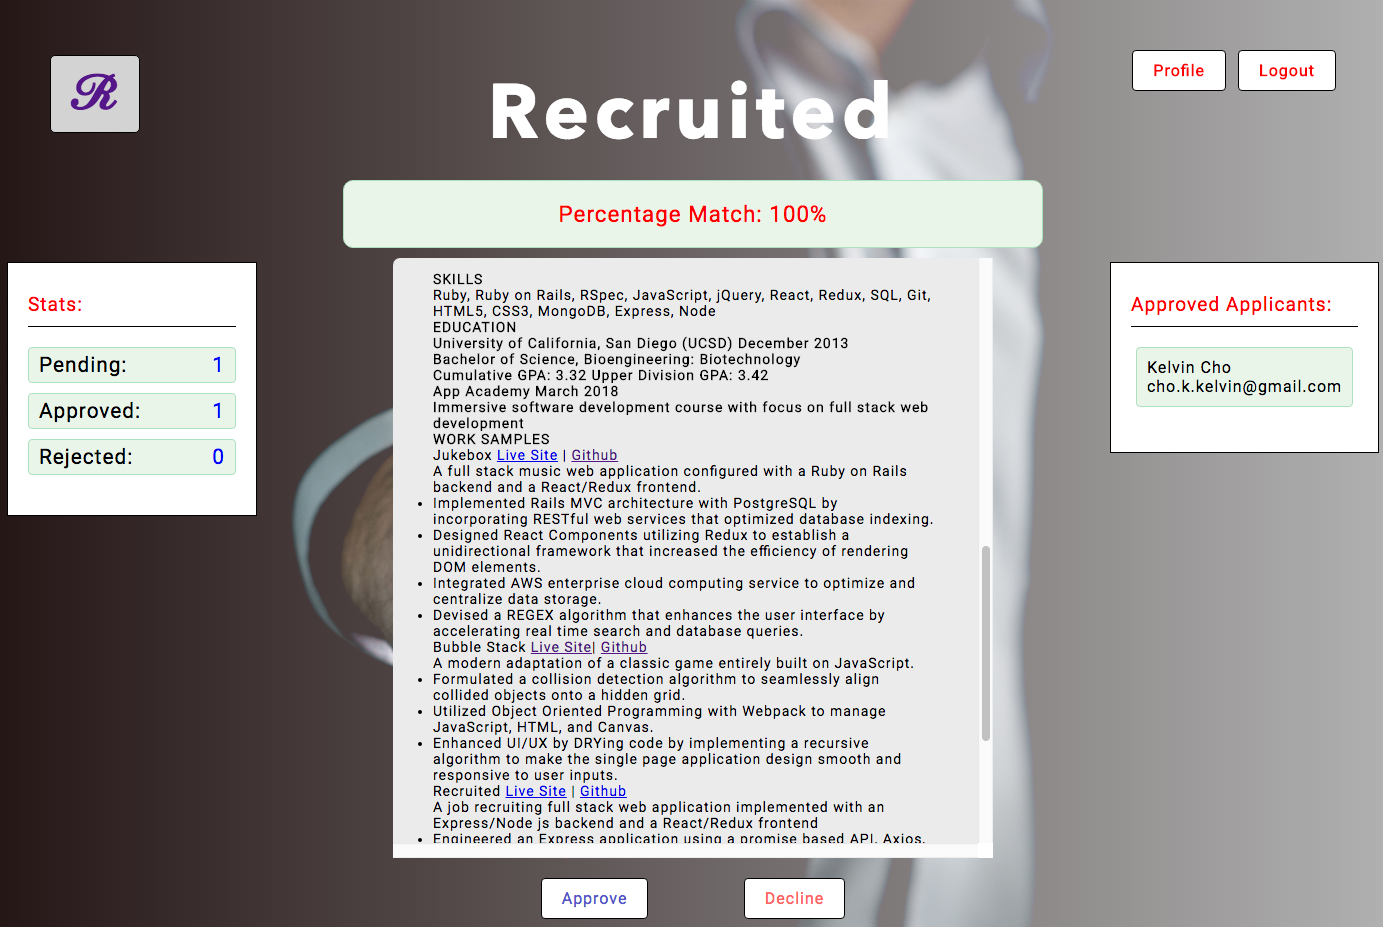 R
Profile
Logout
Recruited
Percentage Match: 100%
Stats:
Pending: 1
Approved: 1
Rejected: 0
SKILLS
Ruby, Ruby on Rails, RSpec, JavaScript, jQuery, React, Redux, SQL, Git,
HTML5, CSS3, MongoDB, Express, Node
EDUCATION
University of California, San Diego (UCSD) December 2013
Bachelor of Science, Bioengineering: Biotechnology
Cumulative GPA: 3.32 Upper Division GPA: 3.42
App Academy March 2018
Immersive software development course with focus on full stack web
development
WORK SAMPLES
Jukebox Live Site | Github
A full stack music web application configured with a Ruby on Rails
backend and a React/Redux frontend.
• Implemented Rails MVC architecture with PostgreSQL by
incorporating RESTful web services that optimized database indexing.
• Designed React Components utilizing Redux to establish a
unidirectional framework that increased the efficiency of rendering
DOM elements.
• Integrated AWS enterprise cloud computing service to optimize and
centralize data storage.
• Devised a REGEX algorithm that enhances the user interface by
accelerating real time search and database queries.
Bubble Stack Live Site| Github
A modern adaptation of a classic game entirely built on JavaScript.
• Formulated a collision detection algorithm to seamlessly align
collided objects onto a hidden grid.
• Utilized Object Oriented Programming with Webpack to manage
JavaScript, HTML, and Canvas.
• Enhanced UI/UX by DRYing code by implementing a recursive
algorithm to make the single page application design smooth and
responsive to user inputs.
Recruited Live Site | Github
A job recruiting full stack web application implemented with an
Express/Node js backend and a React/Redux frontend
• Engineered an Express application using a promise based API, Axios,
Approved Applicants:
Kelvin Cho
cho.k.kelvin@gmail.com
Approve
Decline